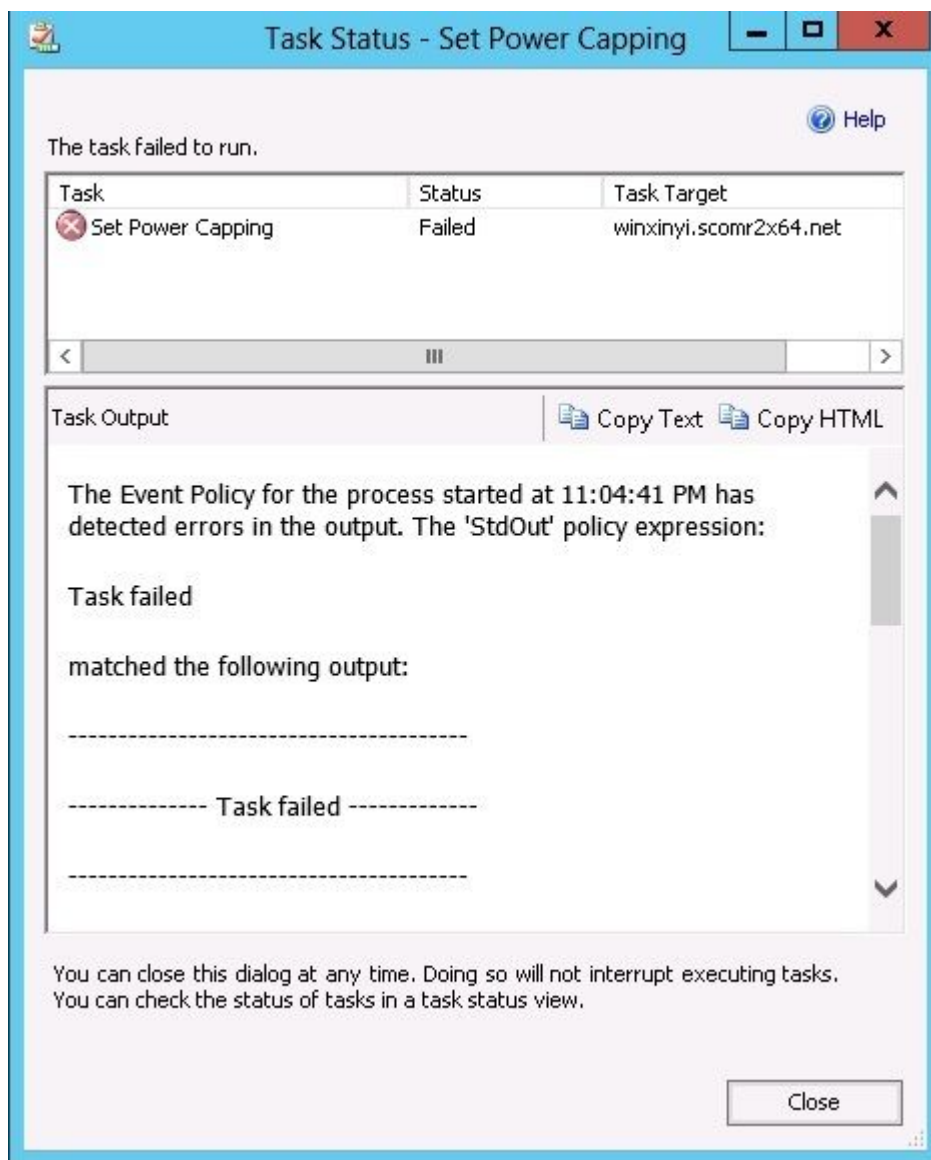 Task Status - Set Power Capping
Help
The task failed to run.
Task Status Task Target
Set Power Capping Failed winxinyi.scomr2x64.net
Task Output Copy Text Copy HTML
The Event Policy for the process started at 11:04:41 PM has
detected errors in the output. The 'StdOut' policy expression:
Task failed
matched the following output:
----------------------------------------
-------------- Task failed -------------
----------------------------------------
You can close this dialog at any time. Doing so will not interrupt executing tasks.
You can check the status of tasks in a task status view.
Close